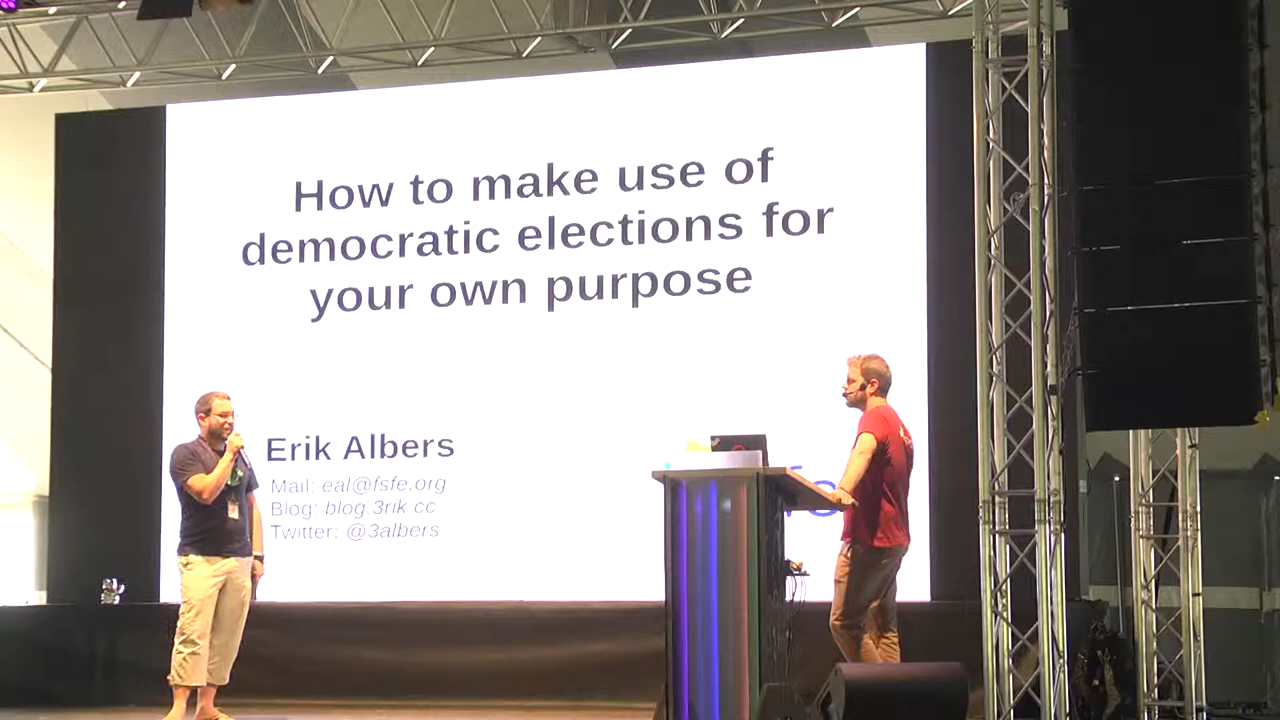 How to make use of
democratic elections for
your own purpose
Erik Albers
Mail: eal@fsfe.org
Blog: blog.3rik.cc
Twitter: @3albers